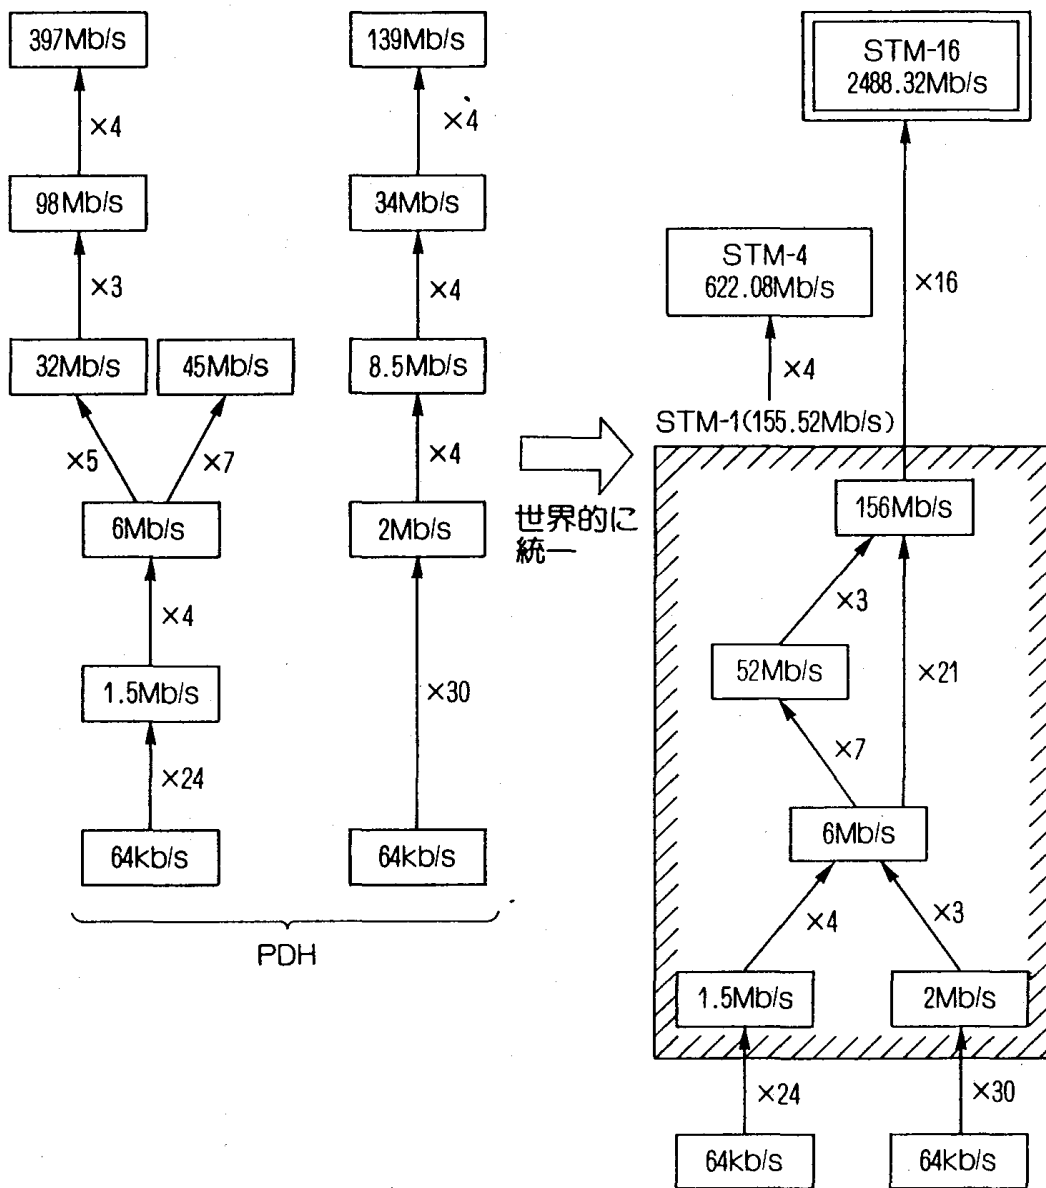 397Mb/s
×4
98Mb/s
×3
32Mb/s
45Mb/s
×5
×7
6Mb/s
×4
1.5Mb/s
×24
64kb/s
139Mb/s
×4
34Mb/s
×4
8.5Mb/s
×4
2Mb/s
×30
64kb/s
PDH
世界的に
統一
STM-16
2488.32Mb/s
×16
STM-4
622.08Mb/s
×4
STM-1(155.52Mb/s)
156Mb/s
×3
52Mb/s
×21
×7
6Mb/s
×4
×3
1.5Mb/s
2Mb/s
×24
×30
64kb/s
64kb/s